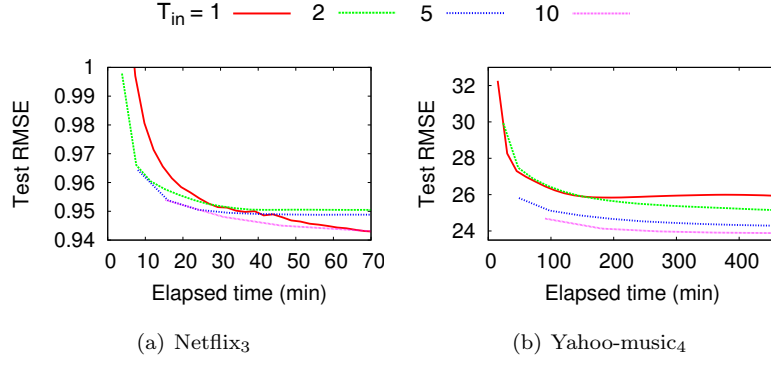 T_in = 1 2 5 10
1
0.99
0.98
0.97
0.96
0.95
0.94
Test RMSE
0 10 20 30 40 50 60 70
Elapsed time (min)
(a) Netflix3
32
30
28
26
24
Test RMSE
0 100 200 300 400
Elapsed time (min)
(b) Yahoo-music4